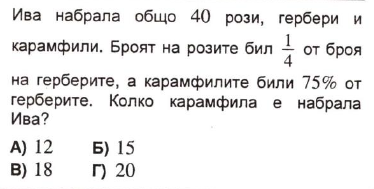 Ива набрала общо 40 рози, гербери и
карамфили. Броят на розите бил 1/4 от броя
на герберите, а карамфилите били 75% от
герберите. Колко карамфила е набрала
Ива?
А) 12 Б) 15
В) 18 Г) 20